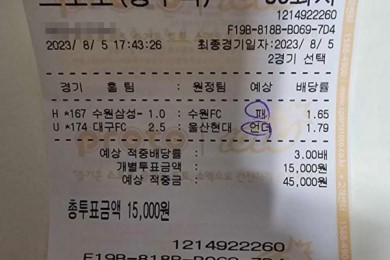 1214922260
F19B-818B-B069-7D4
2023/ 8/ 5 17:43:26 최종경기일자:2023/ 8/ 5
2경기 선택
경기 홈 팀 : 원정팀 예상 배당률
H *167 수원삼성- 1.0 : 수원FC 패 1.65
U *174 대구FC 2.5 : 울산현대 언더 1.79
예상 적중배당률 : 3.00배
개별투표금액 : 15,000원
예상 적중금 : 45,000원
총투표금액 15,000원
1214922260
F19B-818B-B069-7D4